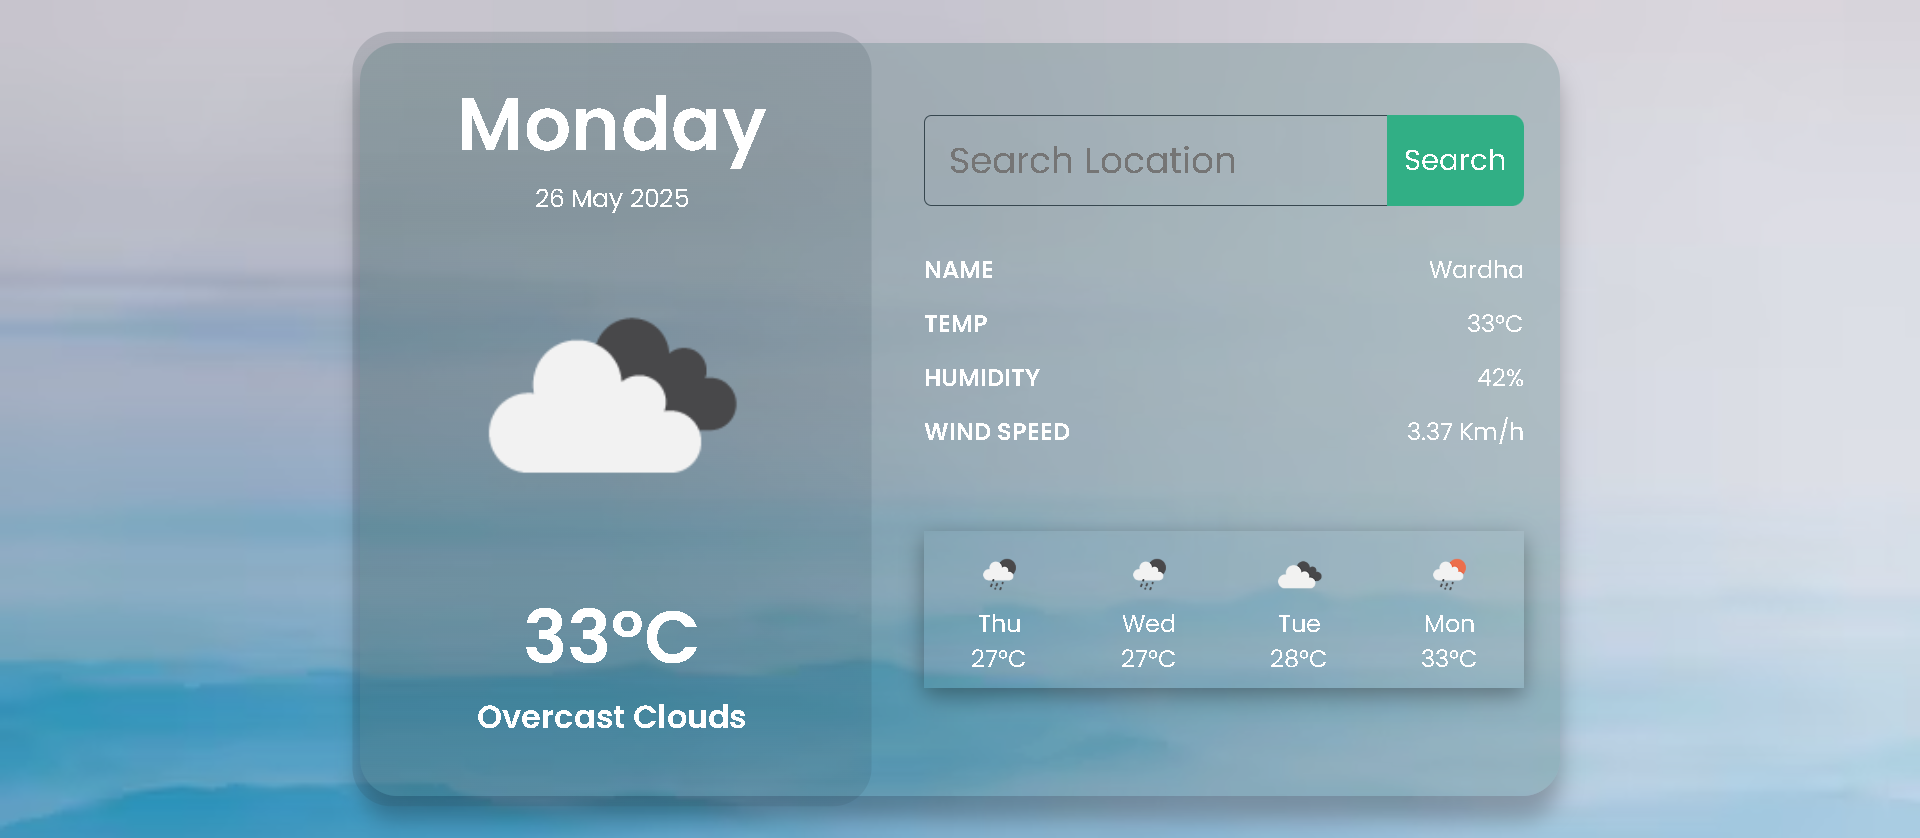 Monday
26 May 2025
33°C
Overcast Clouds
Search Location
Search
NAME Wardha
TEMP 33°C
HUMIDITY 42%
WIND SPEED 3.37 Km/h
Thu Wed Tue Mon
27°C 27°C 28°C 33°C